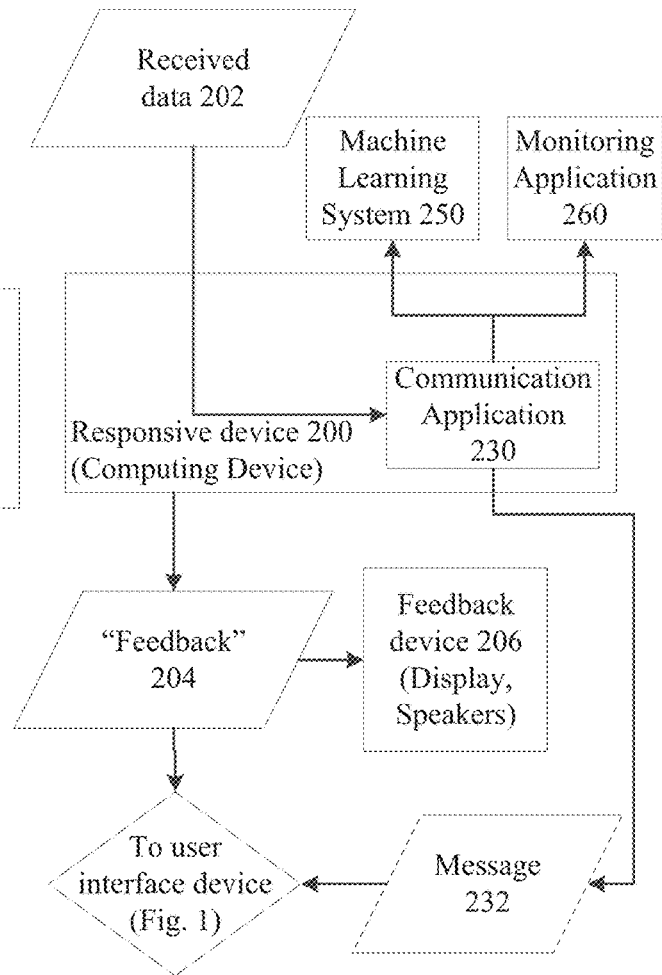 Received
data 202
Machine
Learning
System 250
Monitoring
Application
260
Communication
Application
230
Responsive device 200
(Computing Device)
“Feedback”
204
Feedback
device 206
(Display,
Speakers)
To user
interface device
(Fig. 1)
Message
232